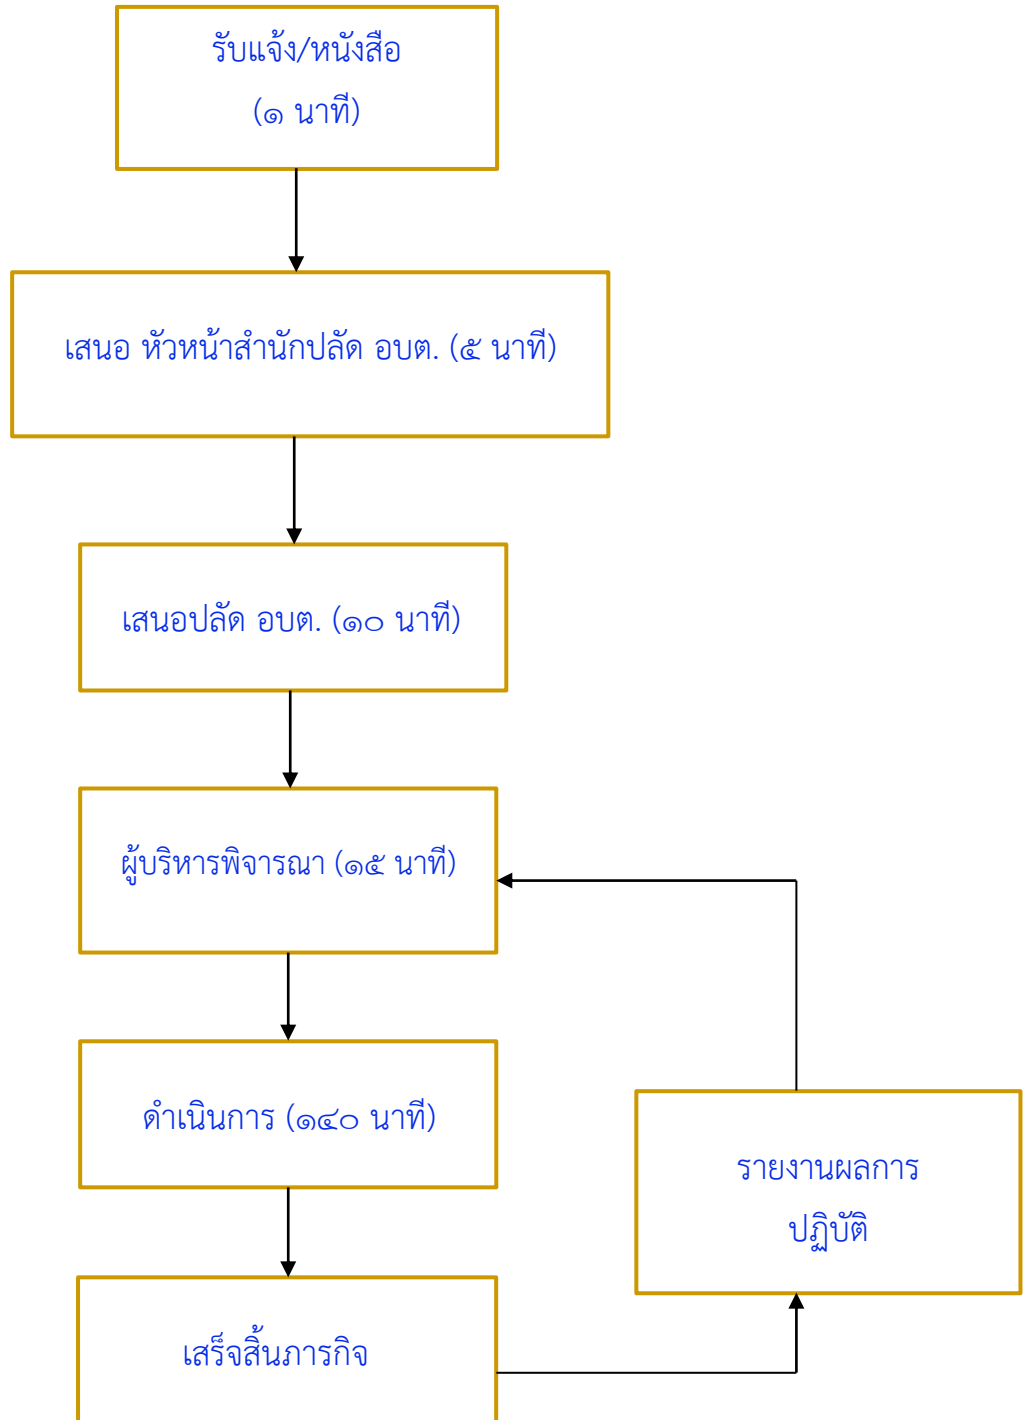 รับแจ้ง/หนังสือ
(๑ นาที)
เสนอ หัวหน้าสำนักปลัด อบต. (๕ นาที)
เสนอปลัด อบต. (๑๐ นาที)
ผู้บริหารพิจารณา (๑๕ นาที)
ดำเนินการ (๑๔๐ นาที)
รายงานผลการ
ปฏิบัติ
เสร็จสิ้นภารกิจ